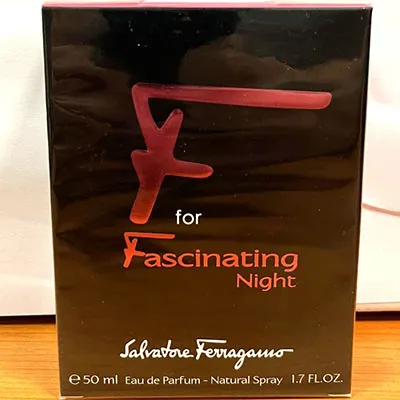 F
for
Fascinating
Night
Salvatore Ferragamo
℮50 ml Eau de Parfum - Natural Spray 1.7 FL.OZ.